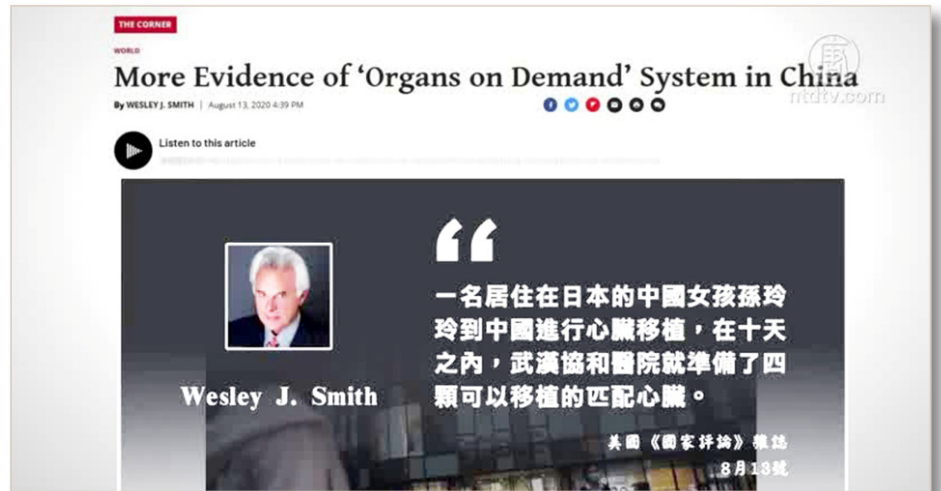 THE CORNER
WORLD
More Evidence of ‘Organs on Demand’ System in China
By WESLEY J. SMITH | August 13, 2020 4:39 PM
ntdtv.com
Listen to this article
“
一名居住在日本的中國女孩孫玲
玲到中國進行心臟移植，在十天
之內，武漢協和醫院就準備了四
顆可以移植的匹配心臟。
Wesley J. Smith
美國《國家評論》雜誌
8月13號